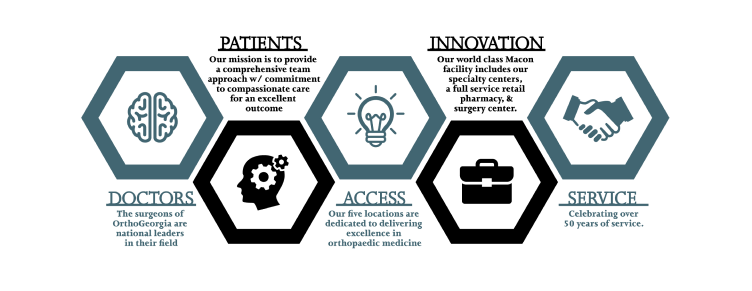 PATIENTS
Our mission is to provide
a comprehensive team
approach w/ commitment
to compassionate care
for an excellent
outcome
INNOVATION
Our world class Macon
facility includes our
specialty centers,
a full service retail
pharmacy, &
surgery center.
DOCTORS
The surgeons of
OrthoGeorgia are
national leaders
in their field
ACCESS
Our five locations are
dedicated to delivering
excellence in
orthopaedic medicine
SERVICE
Celebrating over
50 years of service.